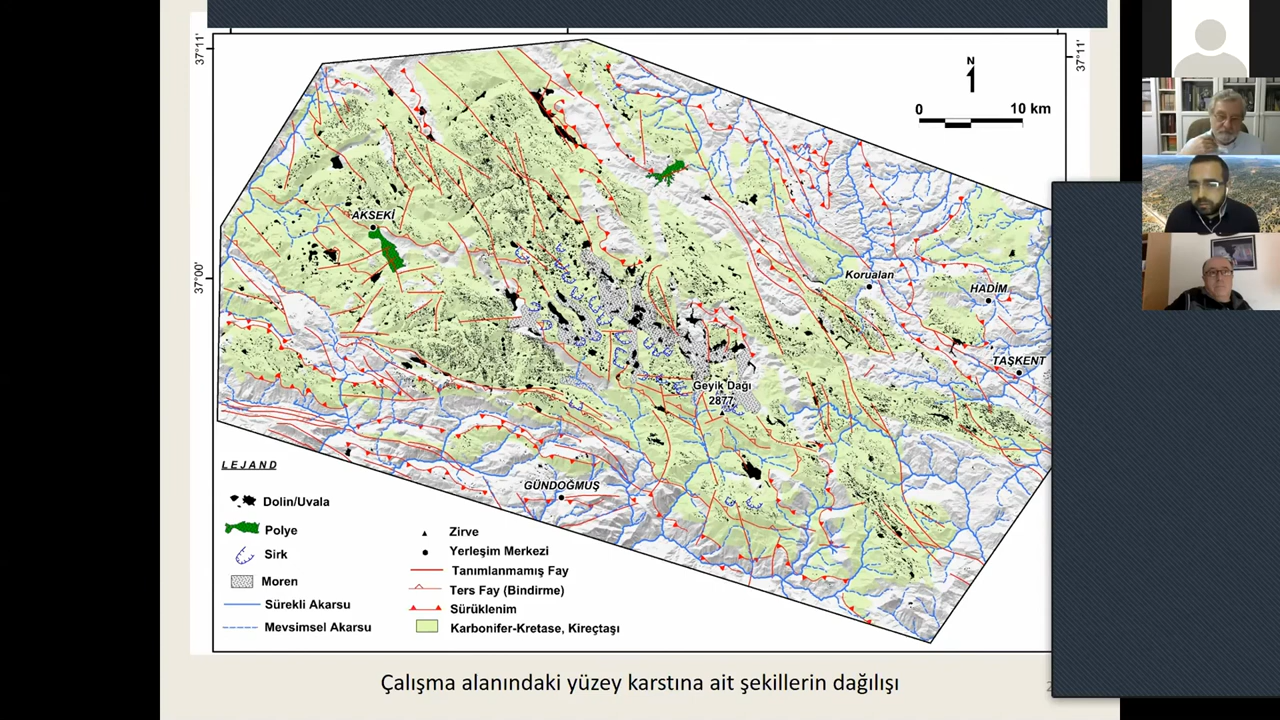 37°11'
37°11'
N
0 10 km
AKSEKİ
37°00'
Korualan
HADİM
TAŞKENT
Geyik Dağı
2877
GÜNDOĞMUŞ
LEJAND
Dolin/Uvala
Polye
Sirk
Moren
Sürekli Akarsu
Mevsimsel Akarsu
Zirve
Yerleşim Merkezi
Tanımlanmamış Fay
Ters Fay (Bindirme)
Sürüklenim
Karbonifer-Kretase, Kireçtaşı
Çalışma alanındaki yüzey karstına ait şekillerin dağılışı